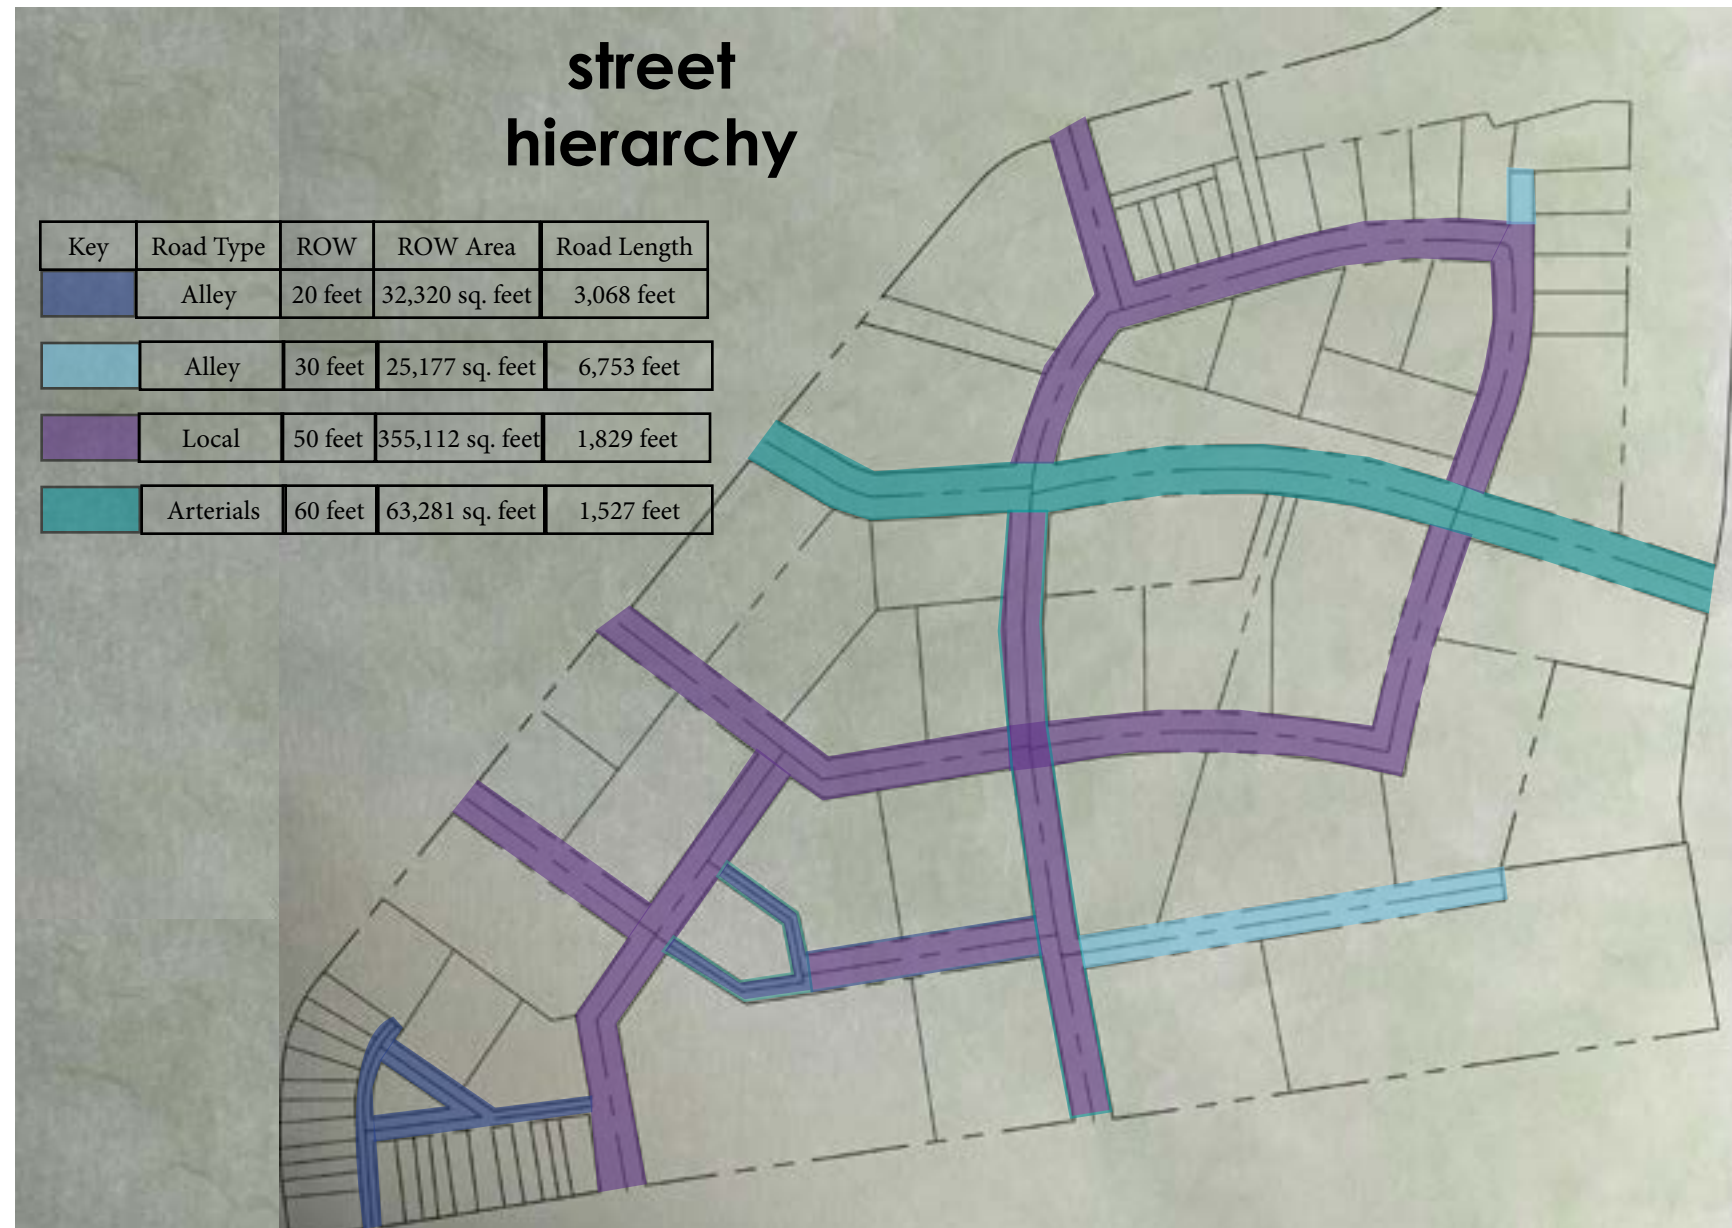 street
hierarchy
Key Road Type ROW ROW Area Road Length
Alley 20 feet 32,320 sq. feet 3,068 feet
Alley 30 feet 25,177 sq. feet 6,753 feet
Local 50 feet 355,112 sq. feet 1,829 feet
Arterials 60 feet 63,281 sq. feet 1,527 feet